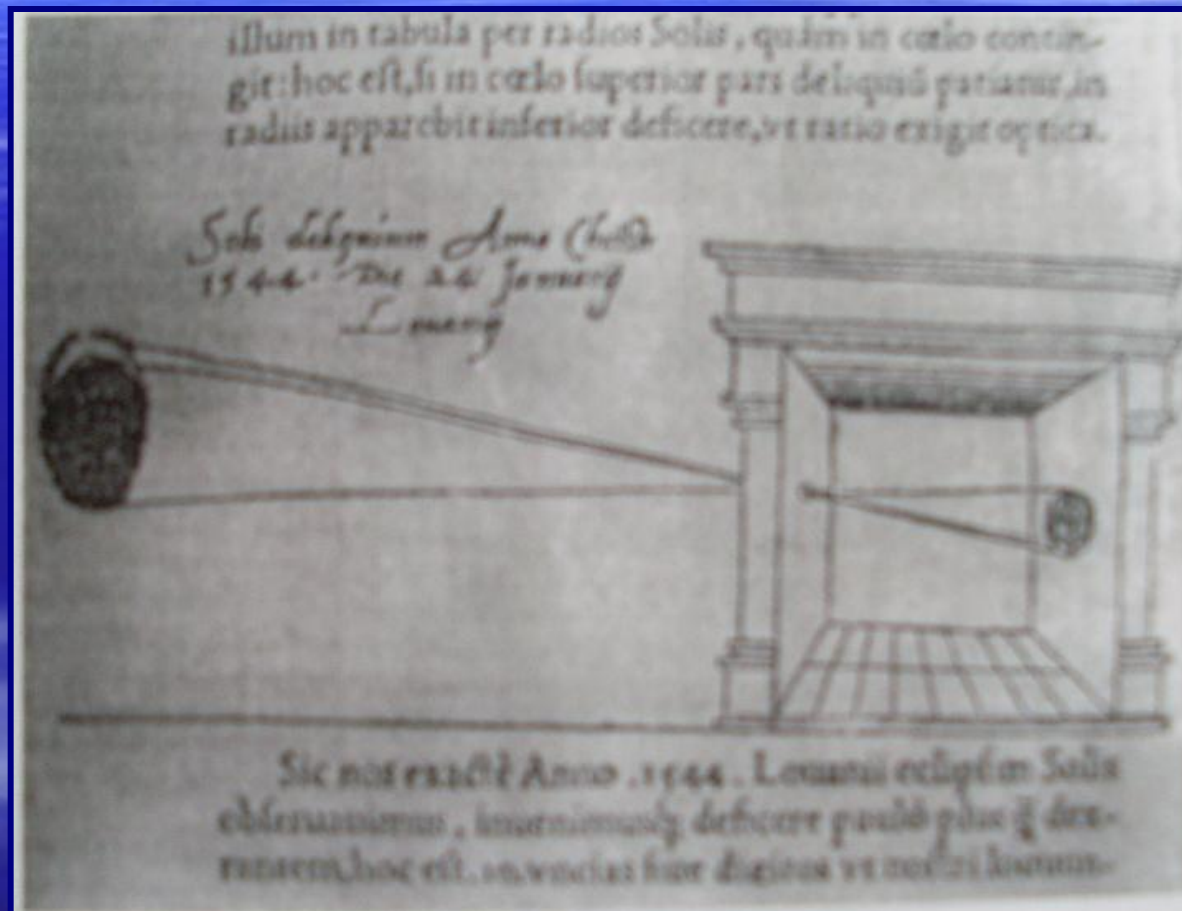 illum in tabula per radios Solis, quàm in cœlo contin-
git: hoc est, si in cœlo superior pars deliquiũ patiatur, in
radiis apparebit inferior deficere, vt ratio exigit optica.
Solis deliquium Anno Christi
1544. Die 24 Januarij
Louanij
Sic nos exactè Anno .1544. Louanii eclipsim Solis
obseruauimus, inuenimusq; deficere paulò plus q̃ dex-
tantem, hoc est .10. vncias siue digitos vt nostri